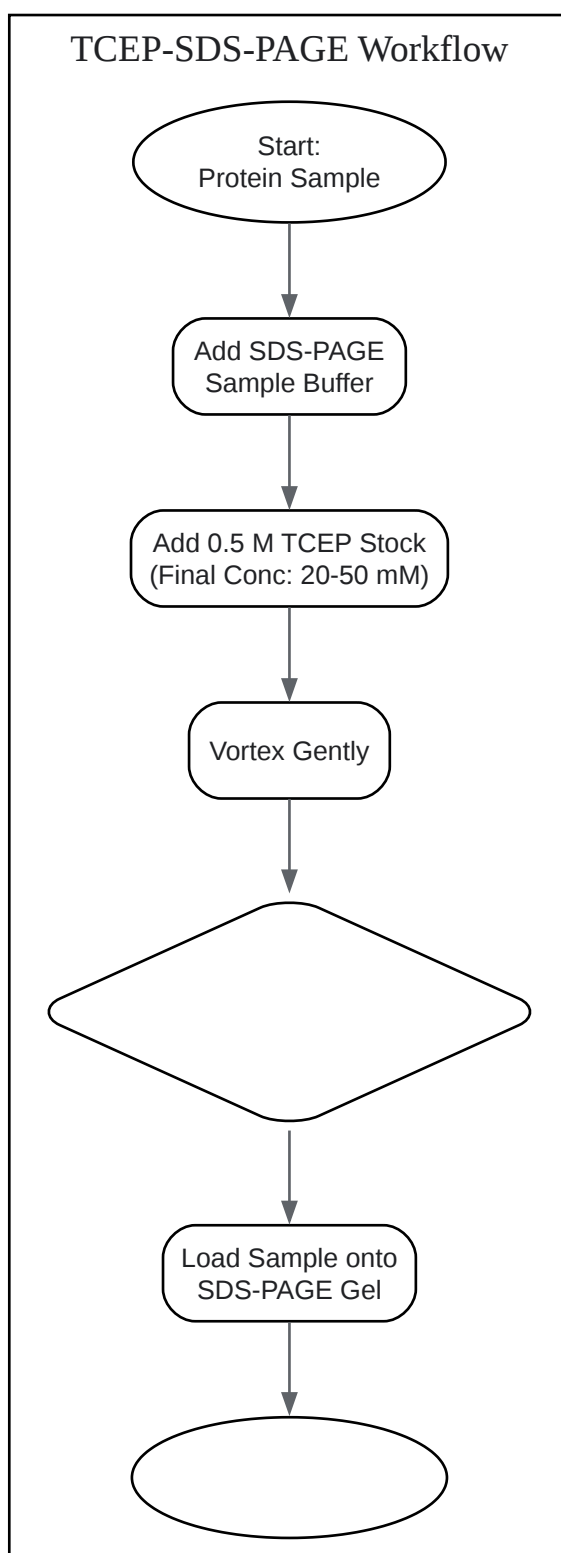 TCEP-SDS-PAGE Workflow
Start:
Protein Sample
Add SDS-PAGE
Sample Buffer
Add 0.5 M TCEP Stock
(Final Conc: 20-50 mM)
Vortex Gently
Load Sample onto
SDS-PAGE Gel